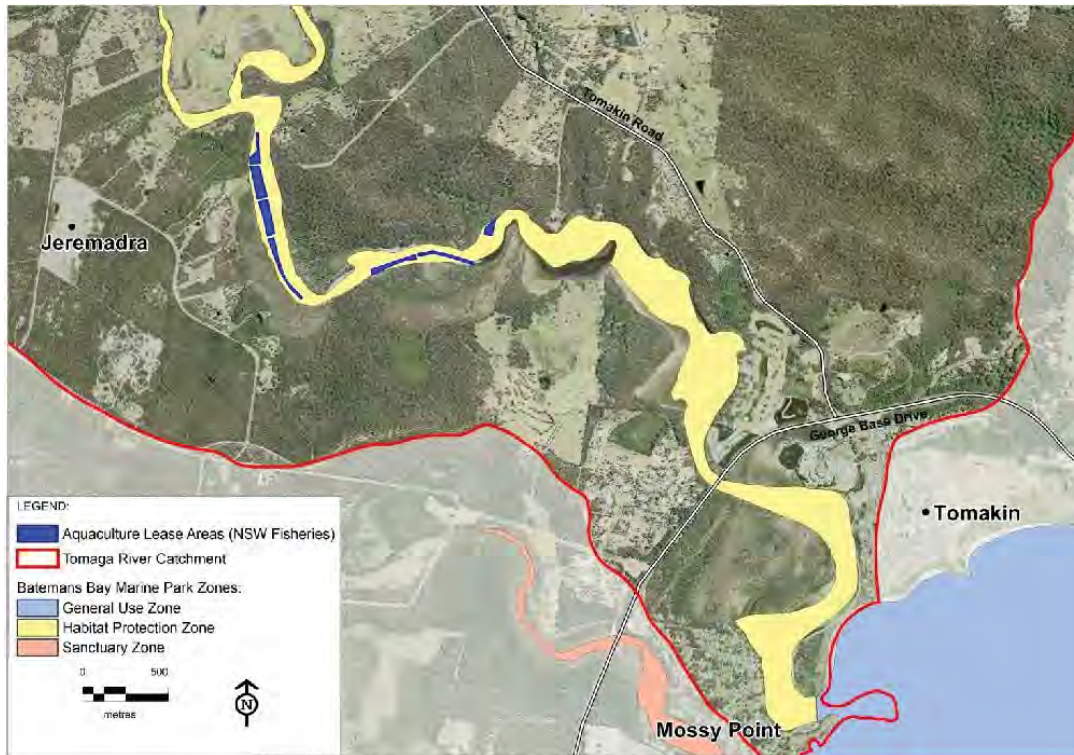 Tomakin Road
Jeremadra
George Bass Drive
Tomakin
Mossy Point
LEGEND:
Aquaculture Lease Areas (NSW Fisheries)
Tomaga River Catchment
Batemans Bay Marine Park Zones:
General Use Zone
Habitat Protection Zone
Sanctuary Zone
0 500
metres
N